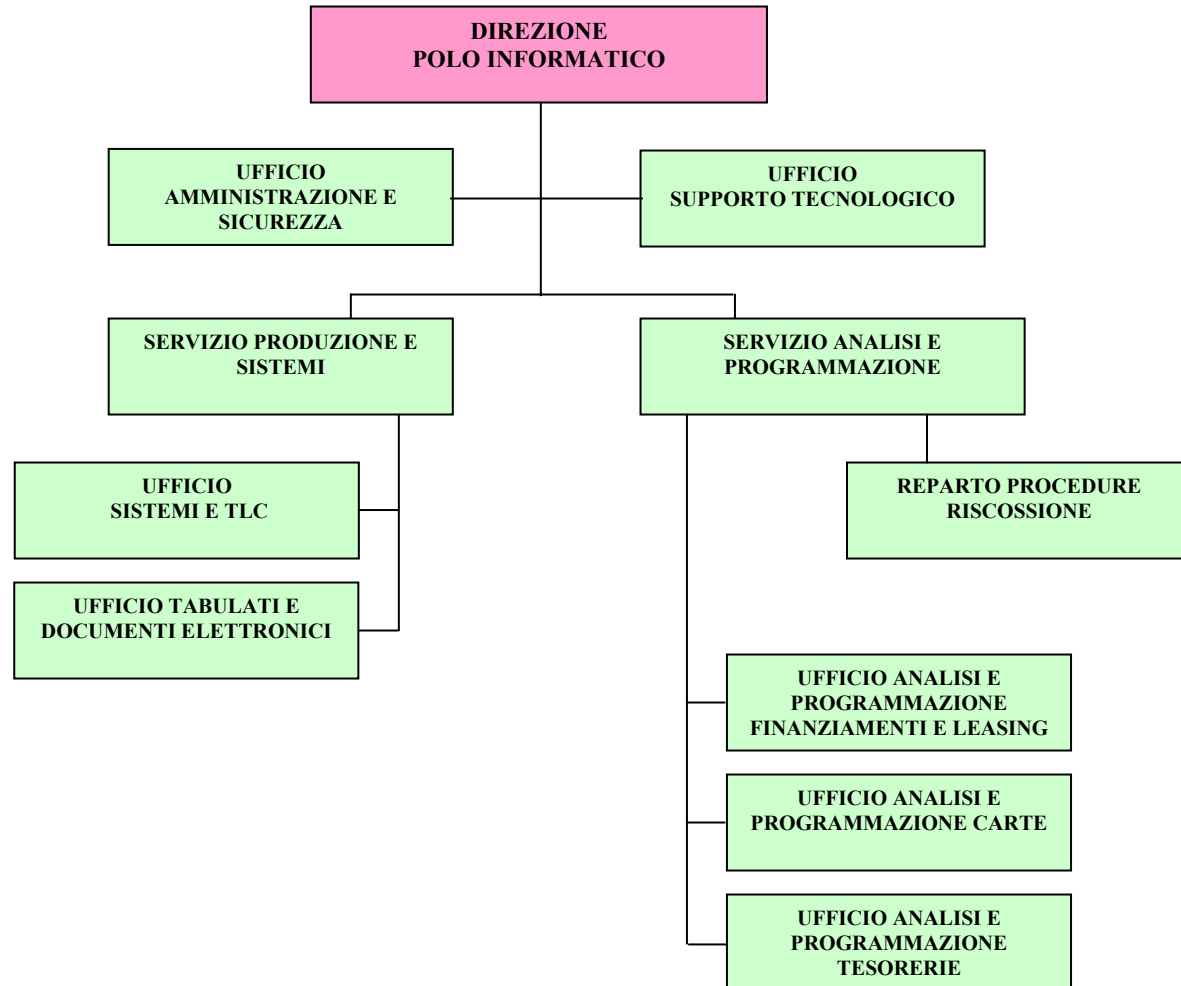 DIREZIONE
POLO INFORMATICO
UFFICIO
AMMINISTRAZIONE E
SICUREZZA
UFFICIO
SUPPORTO TECNOLOGICO
SERVIZIO PRODUZIONE E
SISTEMI
SERVIZIO ANALISI E
PROGRAMMAZIONE
UFFICIO
SISTEMI E TLC
REPARTO PROCEDURE
RISCOSSIONE
UFFICIO TABULATI E
DOCUMENTI ELETTRONICI
UFFICIO ANALISI E
PROGRAMMAZIONE
FINANZIAMENTI E LEASING
UFFICIO ANALISI E
PROGRAMMAZIONE CARTE
UFFICIO ANALISI E
PROGRAMMAZIONE
TESORERIE